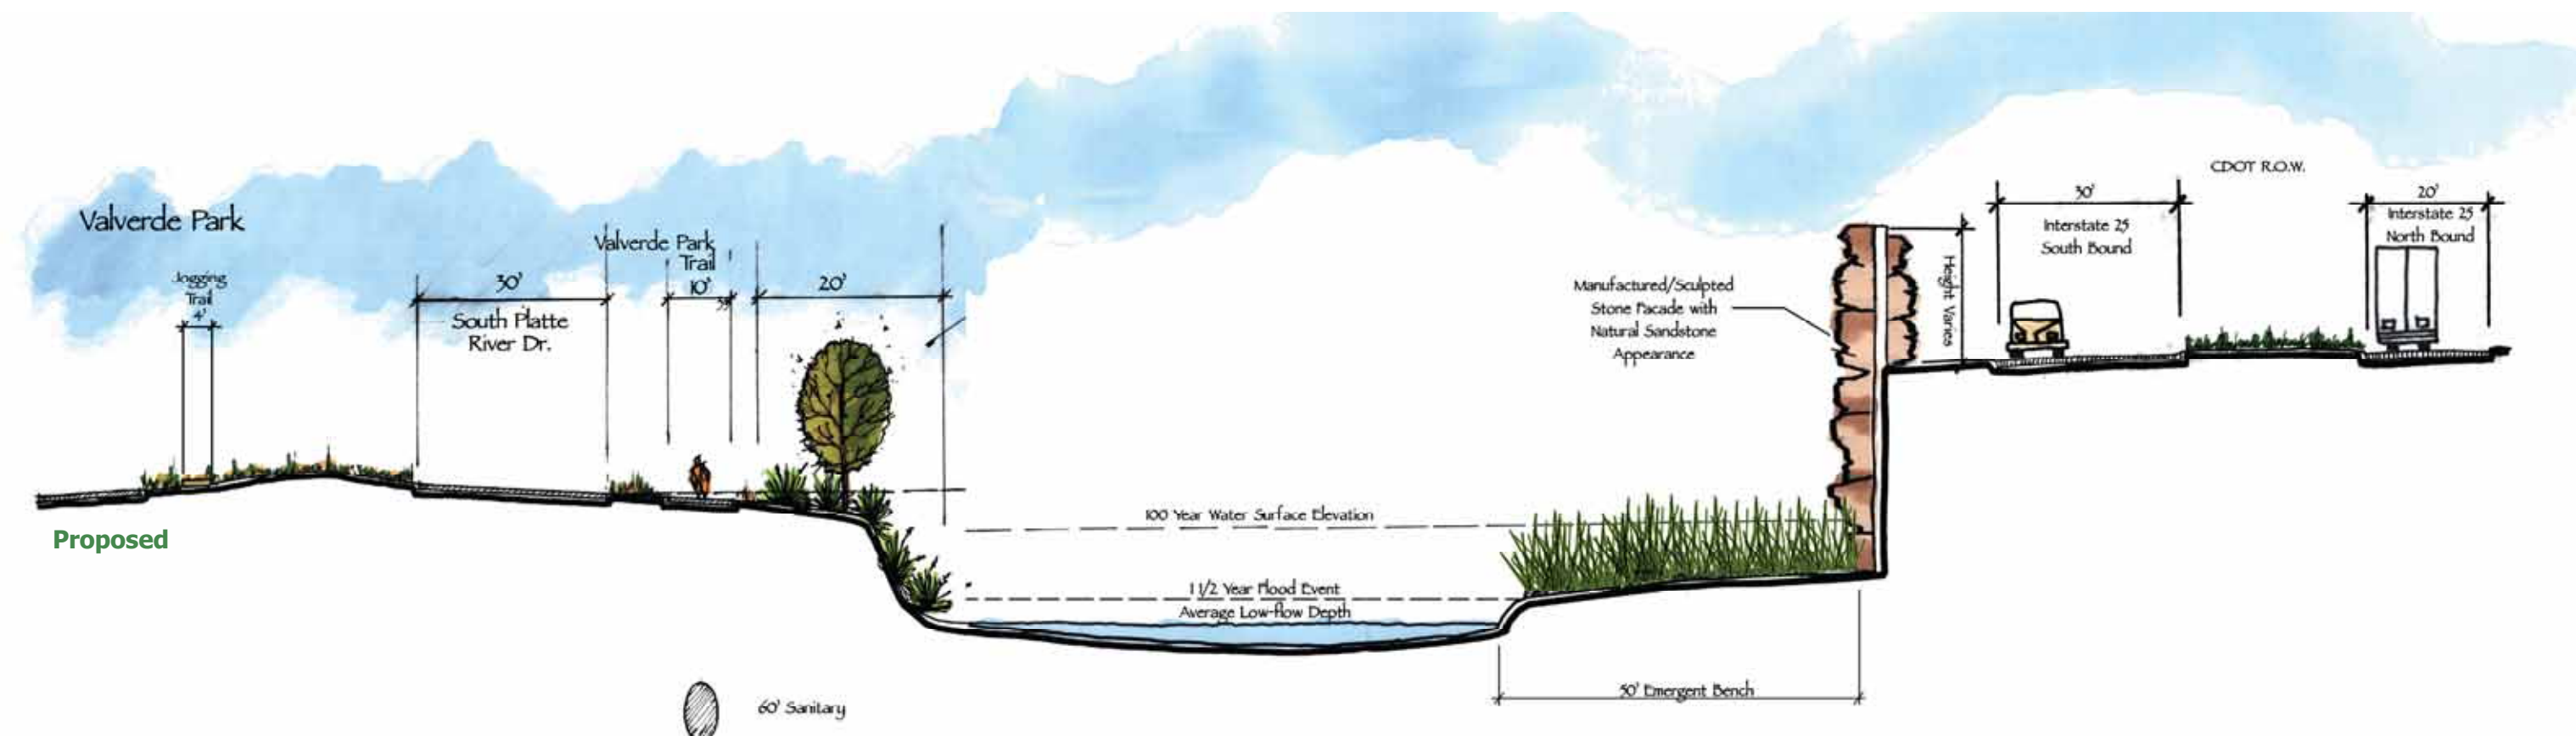 Valverde Park
Jogging
Trail
4'
30'
South Platte
River Dr.
Valverde Park
Trail
10'
20'
Proposed
60' Sanitary
100 Year Water Surface Elevation
1 1/2 Year Flood Event
Average Low-flow Depth
50' Emergent Bench
Manufactured/Sculpted
Stone Facade with
Natural Sandstone
Appearance
Height Varies
30'
Interstate 25
South Bound
CDOT R.O.W.
20'
Interstate 25
North Bound